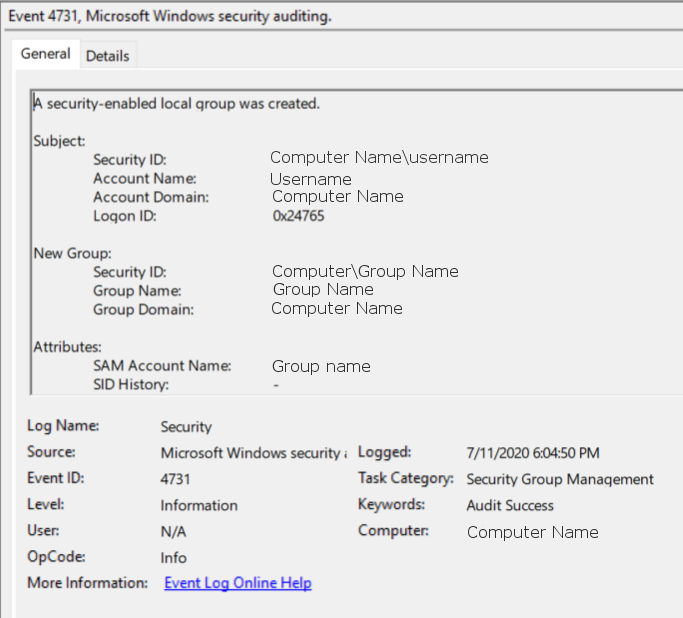 Event 4731, Microsoft Windows security auditing.
General Details
A security-enabled local group was created.
Subject:
Security ID: Computer Name\username
Account Name: Username
Account Domain: Computer Name
Logon ID: 0x24765
New Group:
Security ID: Computer\Group Name
Group Name: Group Name
Group Domain: Computer Name
Attributes:
SAM Account Name: Group name
SID History: -
Log Name: Security
Source: Microsoft Windows security Logged: 7/11/2020 6:04:50 PM
Event ID: 4731 Task Category: Security Group Management
Level: Information Keywords: Audit Success
User: N/A Computer: Computer Name
OpCode: Info
More Information: Event Log Online Help